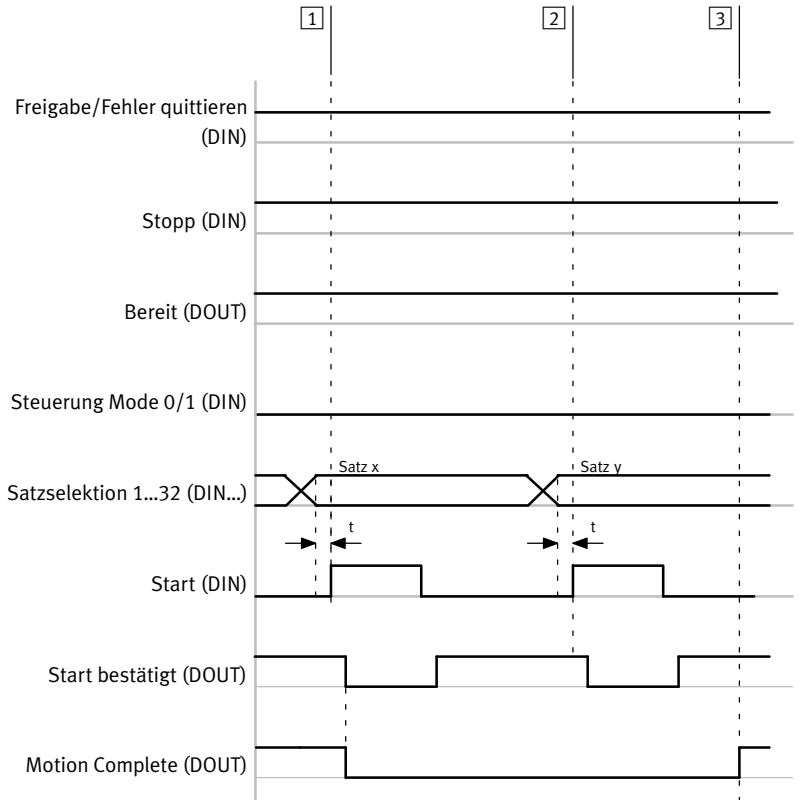 1 2 3
Freigabe/Fehler quittieren
(DIN)
Stopp (DIN)
Bereit (DOUT)
Steuerung Mode 0/1 (DIN)
Satz x Satz y
Satzselektion 1...32 (DIN...)
t t
Start (DIN)
Start bestätigt (DOUT)
Motion Complete (DOUT)